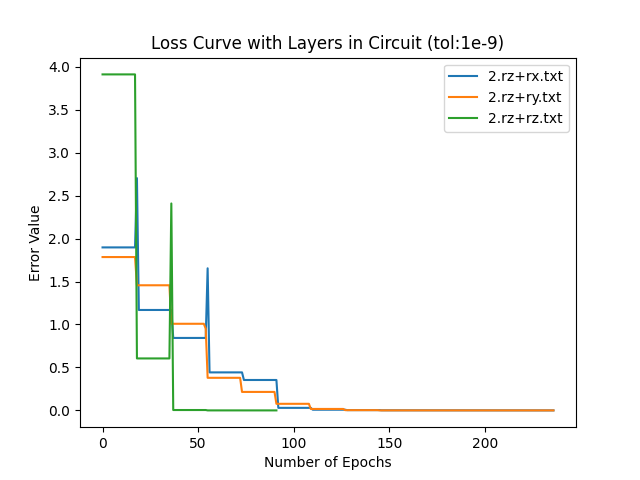 Loss Curve with Layers in Circuit (tol:1e-9)
4.0
3.5
3.0
2.5
2.0
1.5
1.0
0.5
0.0
Error Value
2.rz+rx.txt
2.rz+ry.txt
2.rz+rz.txt
0 50 100 150 200
Number of Epochs